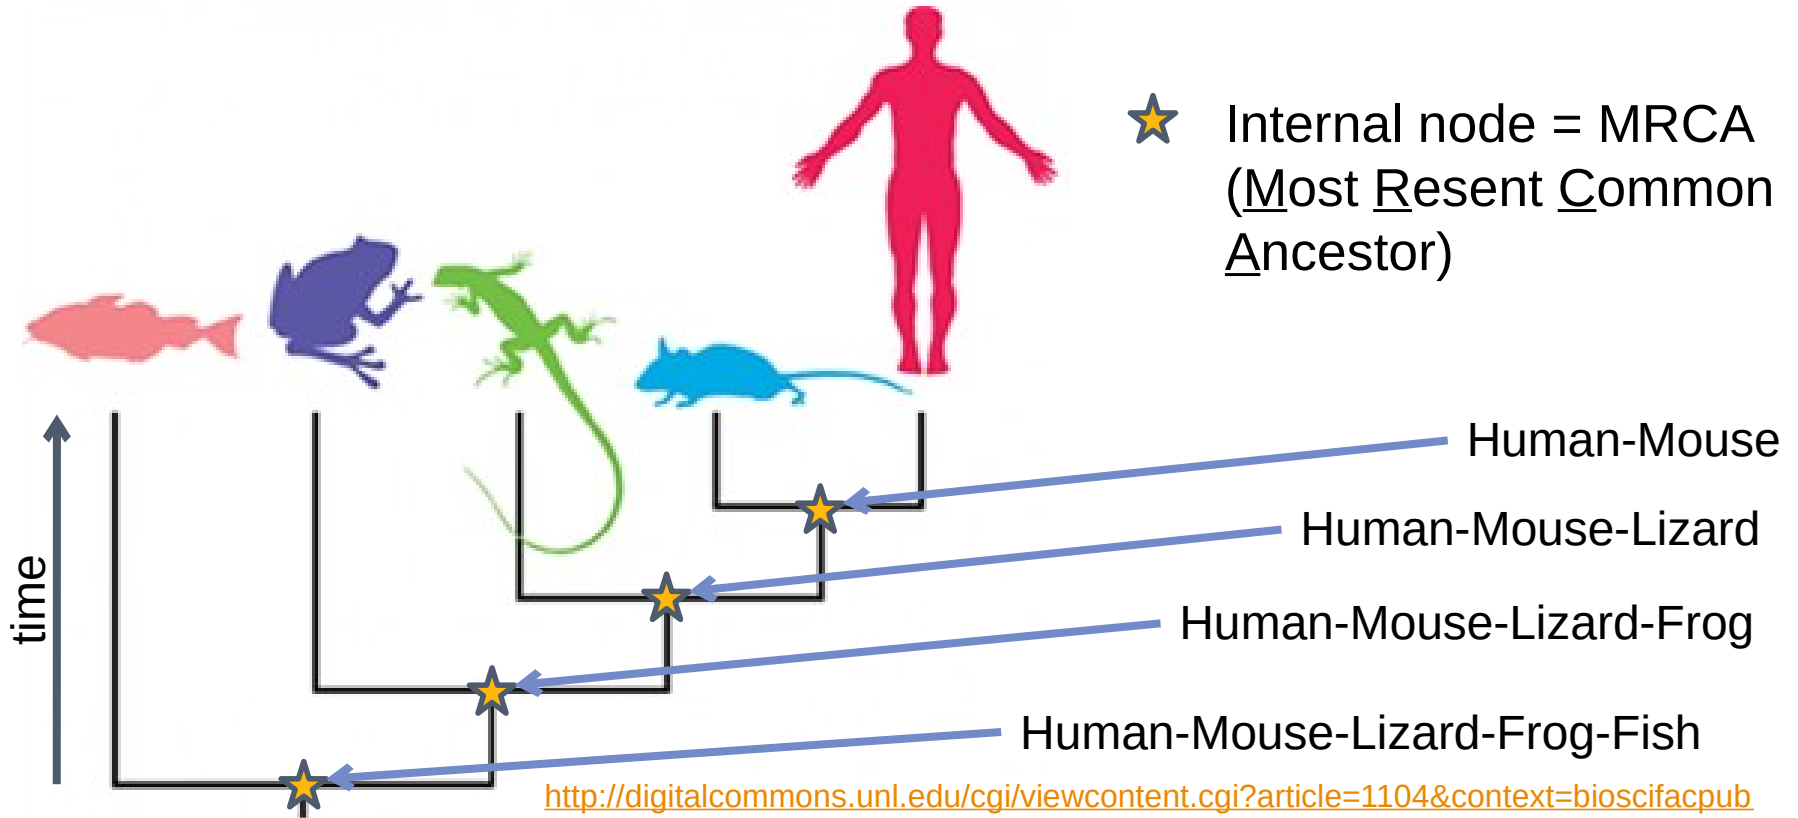 Internal node = MRCA
(Most Resent Common
Ancestor)
Human-Mouse
Human-Mouse-Lizard
Human-Mouse-Lizard-Frog
Human-Mouse-Lizard-Frog-Fish
time
http://digitalcommons.unl.edu/cgi/viewcontent.cgi?article=1104&context=bioscifacpub